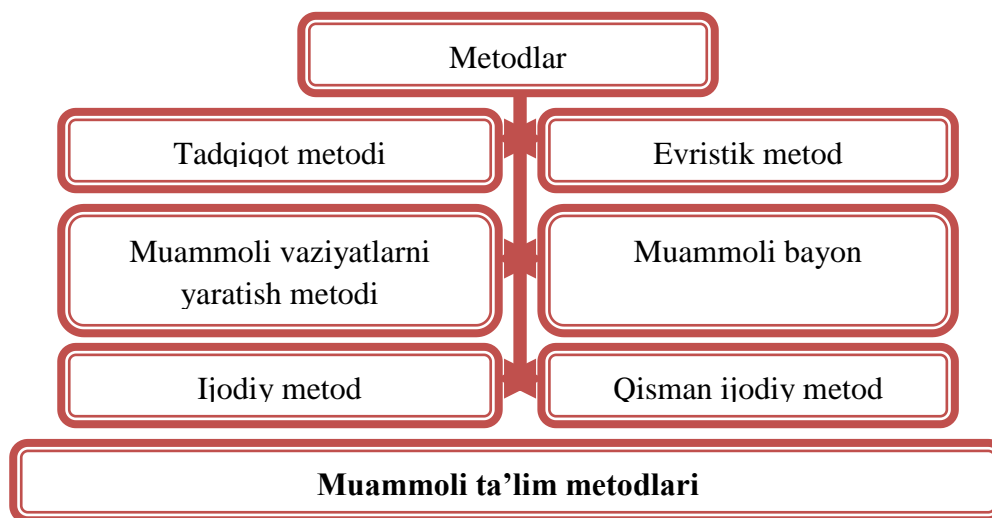 Metodlar
Tadqiqot metodi
Evristik metod
Muammoli vaziyatlarni
yaratish metodi
Muammoli bayon
Ijodiy metod
Qisman ijodiy metod
Muammoli ta’lim metodlari